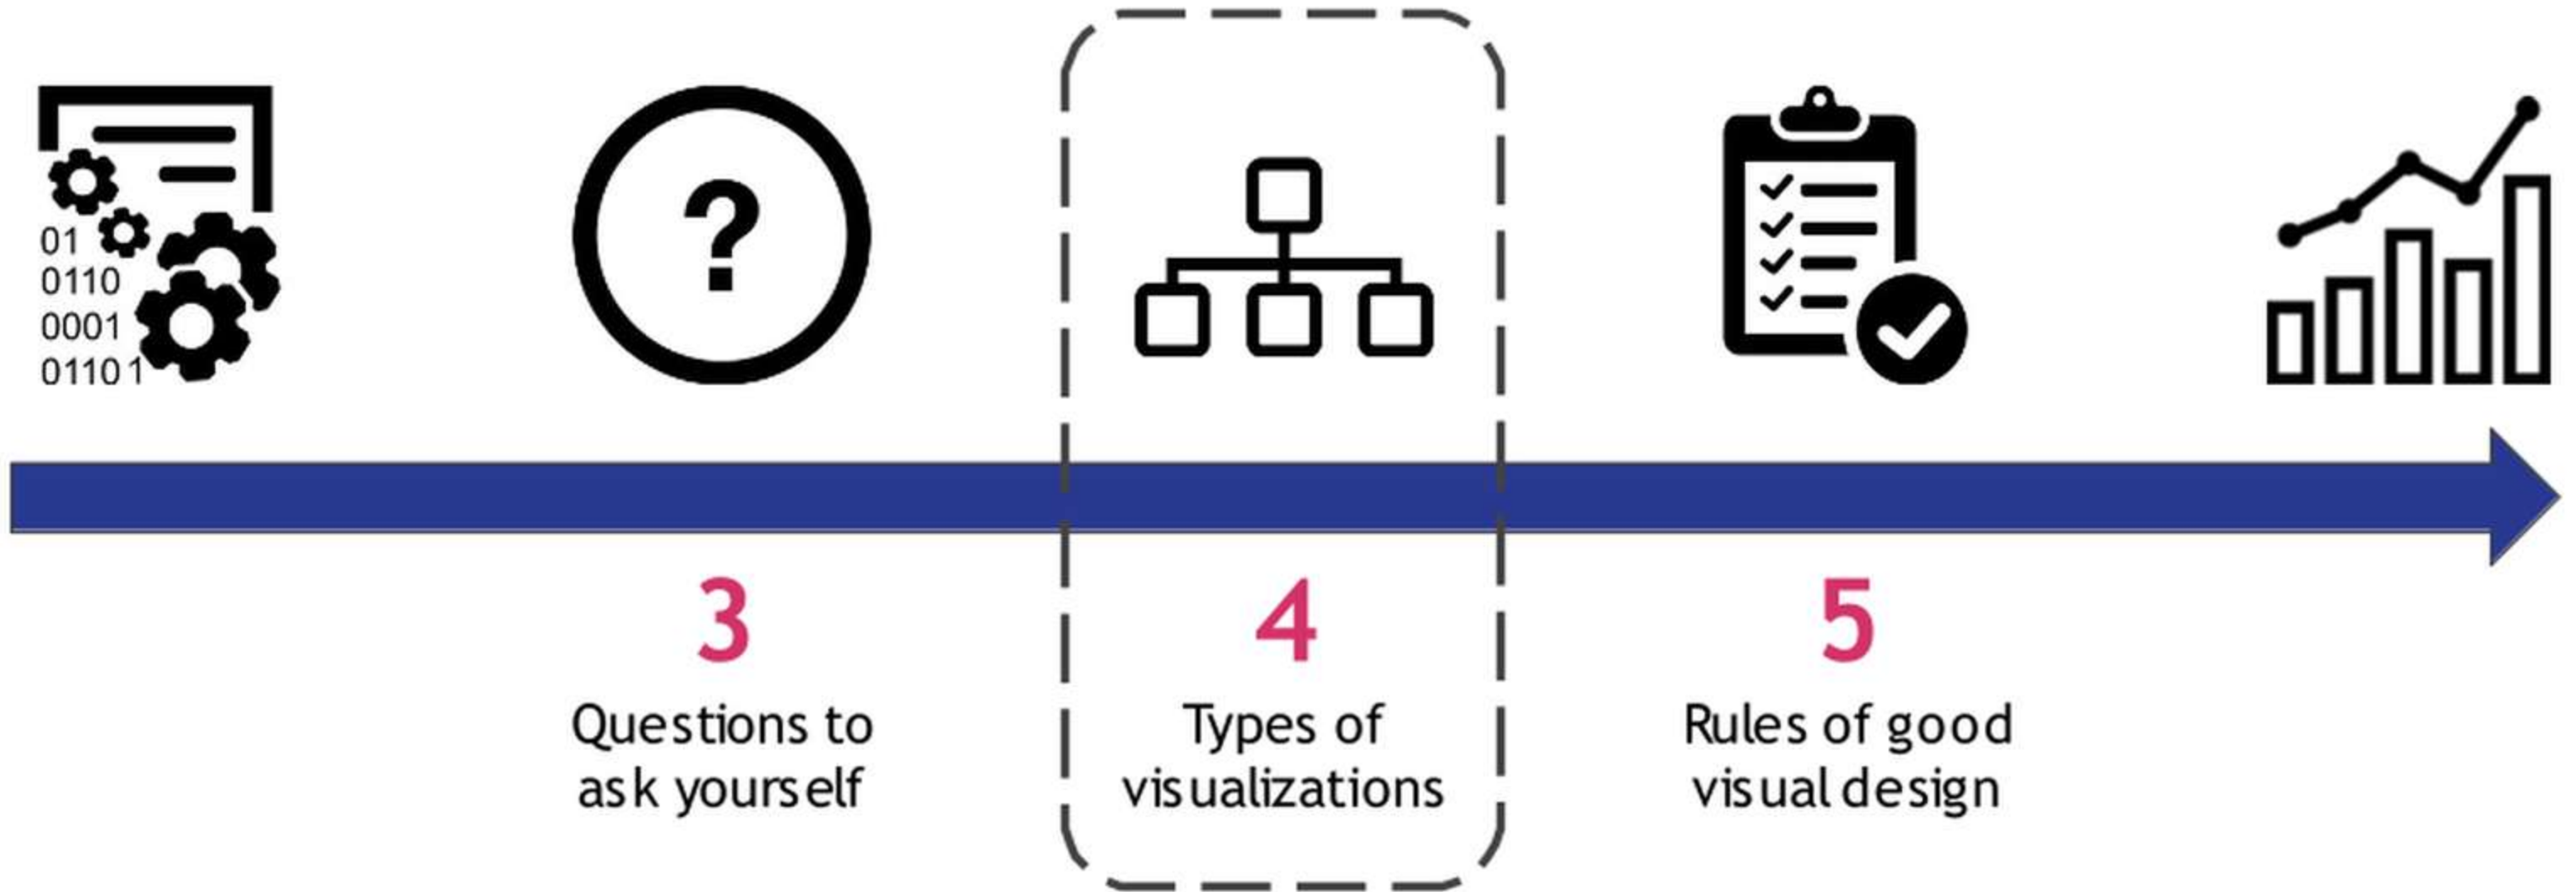 01
0110
0001
01101
?
3
Questions to
ask yourself
4
Types of
visualizations
5
Rules of good
visual design